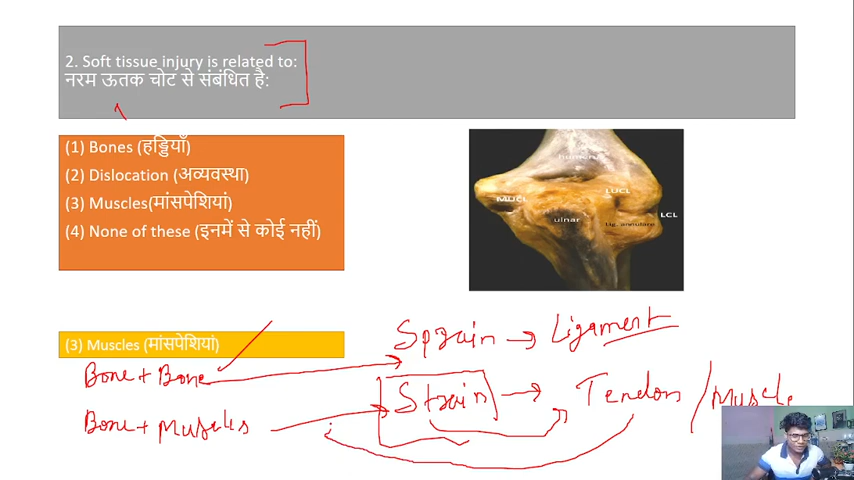 2. Soft tissue injury is related to:
नरम ऊतक चोट से संबंधित है:
(1) Bones (हड्डियाँ)
(2) Dislocation (अव्यवस्था)
(3) Muscles(मांसपेशियां)
(4) None of these (इनमें से कोई नहीं)
humerus
MUCL
LUCL
ulnar
LCL
Lig. annulare
(3) Muscles (मांसपेशियां)
Sprain → Ligament
Bone + Bone
Strain → Tendon / Muscle
Bone + Muscles